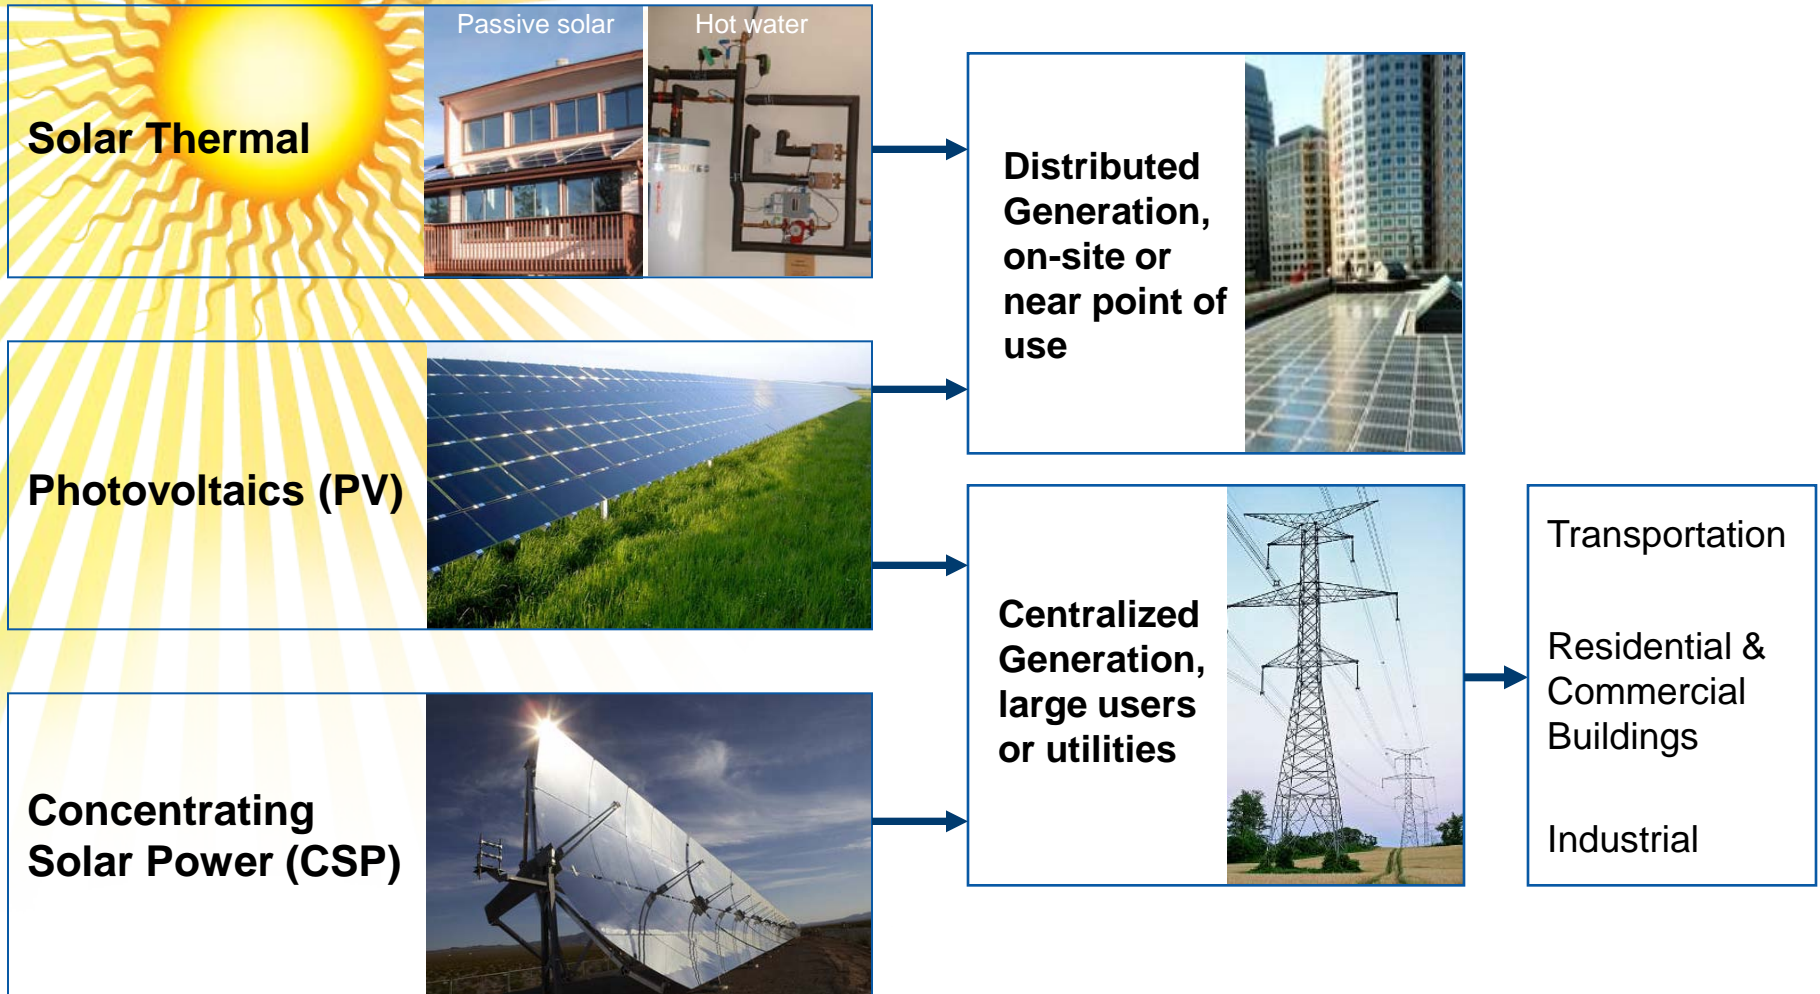 Passive solar
Hot water
Solar Thermal
Distributed
Generation,
on-site or
near point of
use
Photovoltaics (PV)
Centralized
Generation,
large users
or utilities
Transportation
Residential &
Commercial
Buildings
Industrial
Concentrating
Solar Power (CSP)